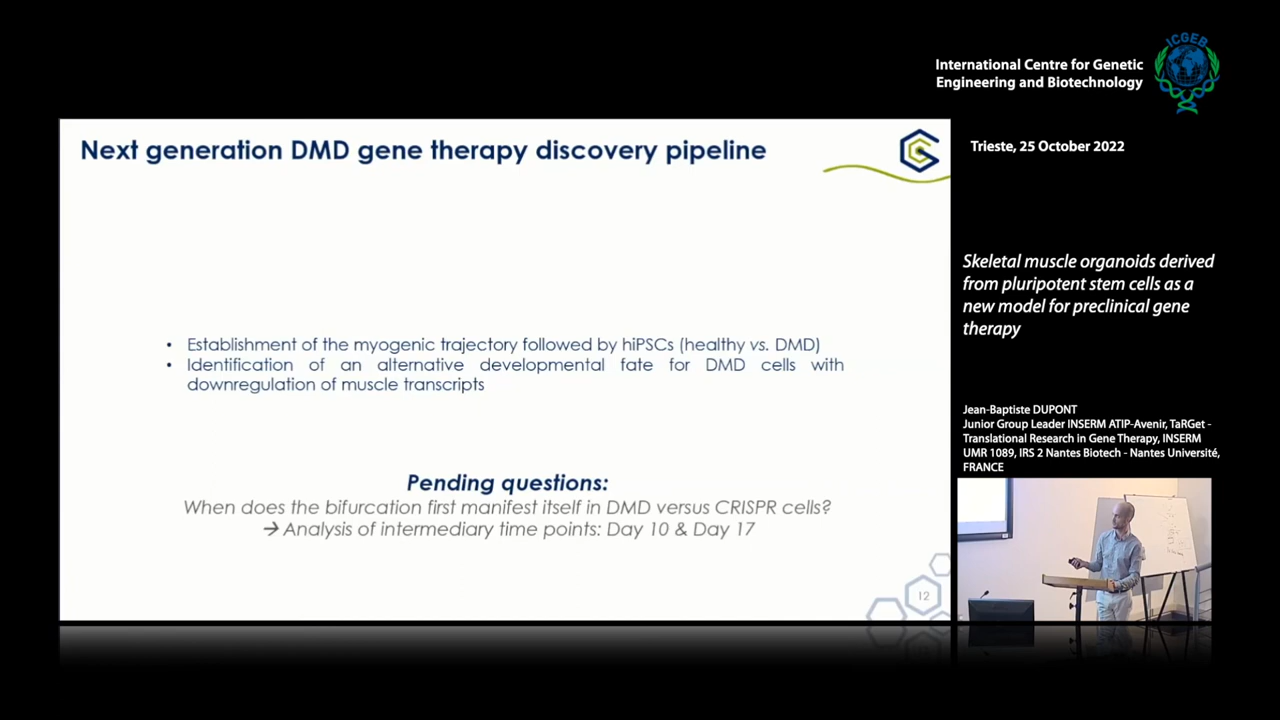 International Centre for Genetic
Engineering and Biotechnology
ICGEB
Trieste, 25 October 2022
Next generation DMD gene therapy discovery pipeline
• Establishment of the myogenic trajectory followed by hiPSCs (healthy vs. DMD)
• Identification of an alternative developmental fate for DMD cells with
downregulation of muscle transcripts
Pending questions:
When does the bifurcation first manifest itself in DMD versus CRISPR cells?
→ Analysis of intermediary time points: Day 10 & Day 17
12
Skeletal muscle organoids derived
from pluripotent stem cells as a
new model for preclinical gene
therapy
Jean-Baptiste DUPONT
Junior Group Leader INSERM ATIP-Avenir, TaRGet -
Translational Research in Gene Therapy, INSERM
UMR 1089, IRS 2 Nantes Biotech - Nantes Université,
FRANCE